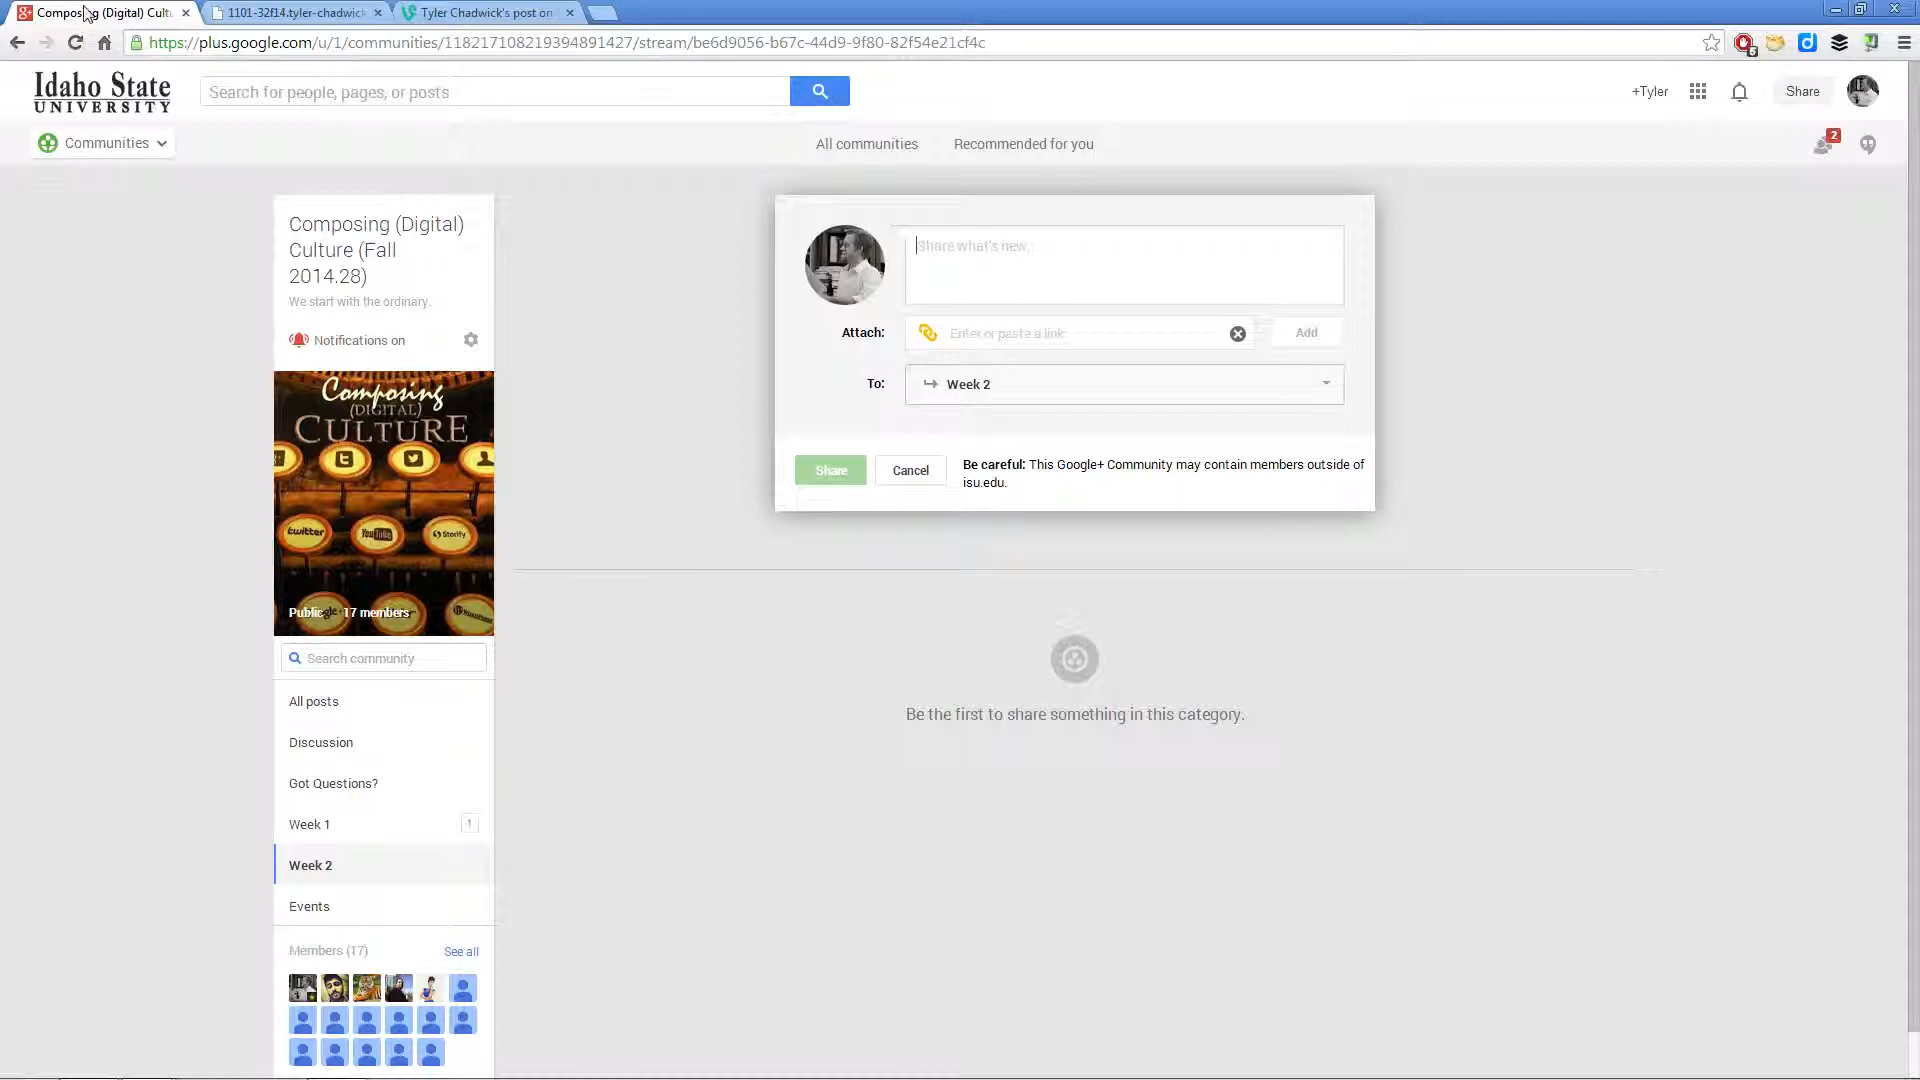 Composing (Digital) Cultu
1101-32f14.tyler-chadwick
Tyler Chadwick's post on
https://plus.google.com/u/1/communities/118217108219394891427/stream/be6d9056-b67c-44d9-9f80-82f54e21cf4c
Idaho State
UNIVERSITY
Search for people, pages, or posts
+Tyler
Share
Communities
All communities
Recommended for you
2
Composing (Digital)
Culture (Fall
2014.28)
We start with the ordinary.
Notifications on
Composing
(DIGITAL)
CULTURE
twitter
YouTube
Storify
Public
17 members
Search community
All posts
Discussion
Got Questions?
Week 1
1
Week 2
Events
Members (17)
See all
Share what's new...
Attach:
Enter or paste a link
Add
To:
Week 2
Share
Cancel
Be careful: This Google+ Community may contain members outside of
isu.edu.
Be the first to share something in this category.